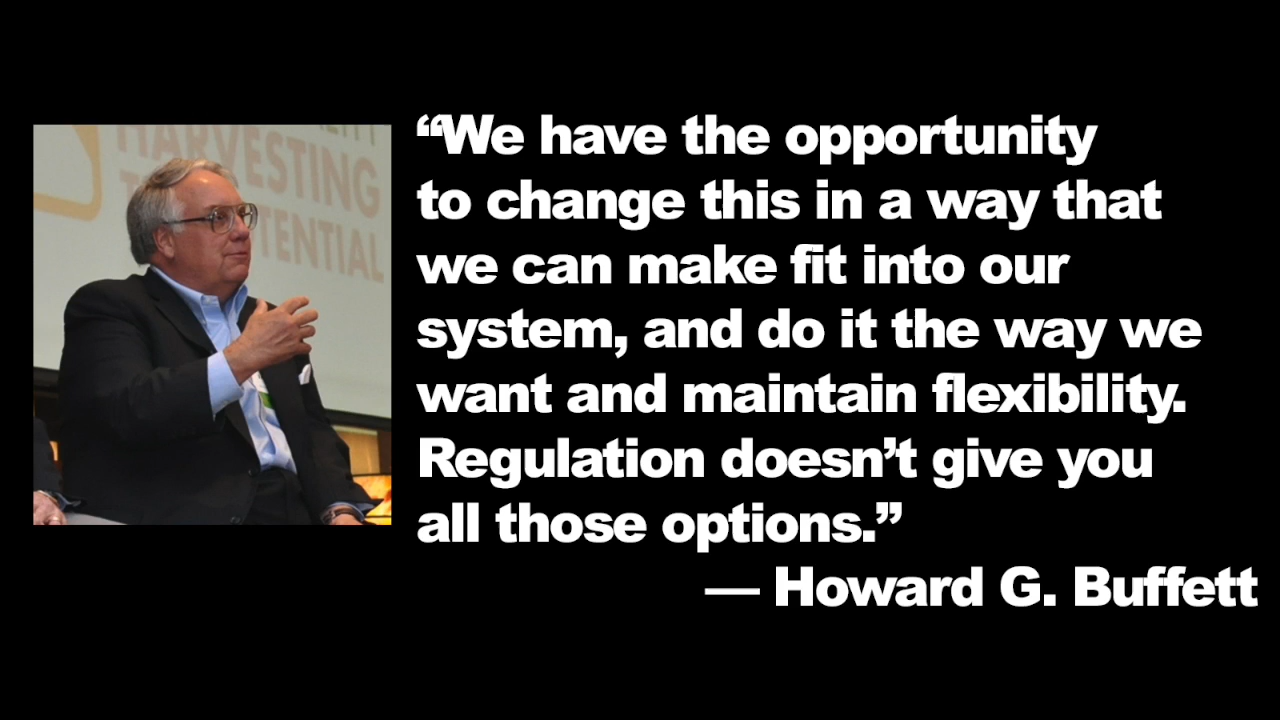 HARVESTING
“We have the opportunity
to change this in a way that
we can make fit into our
system, and do it the way we
want and maintain flexibility.
Regulation doesn’t give you
all those options.”
— Howard G. Buffett